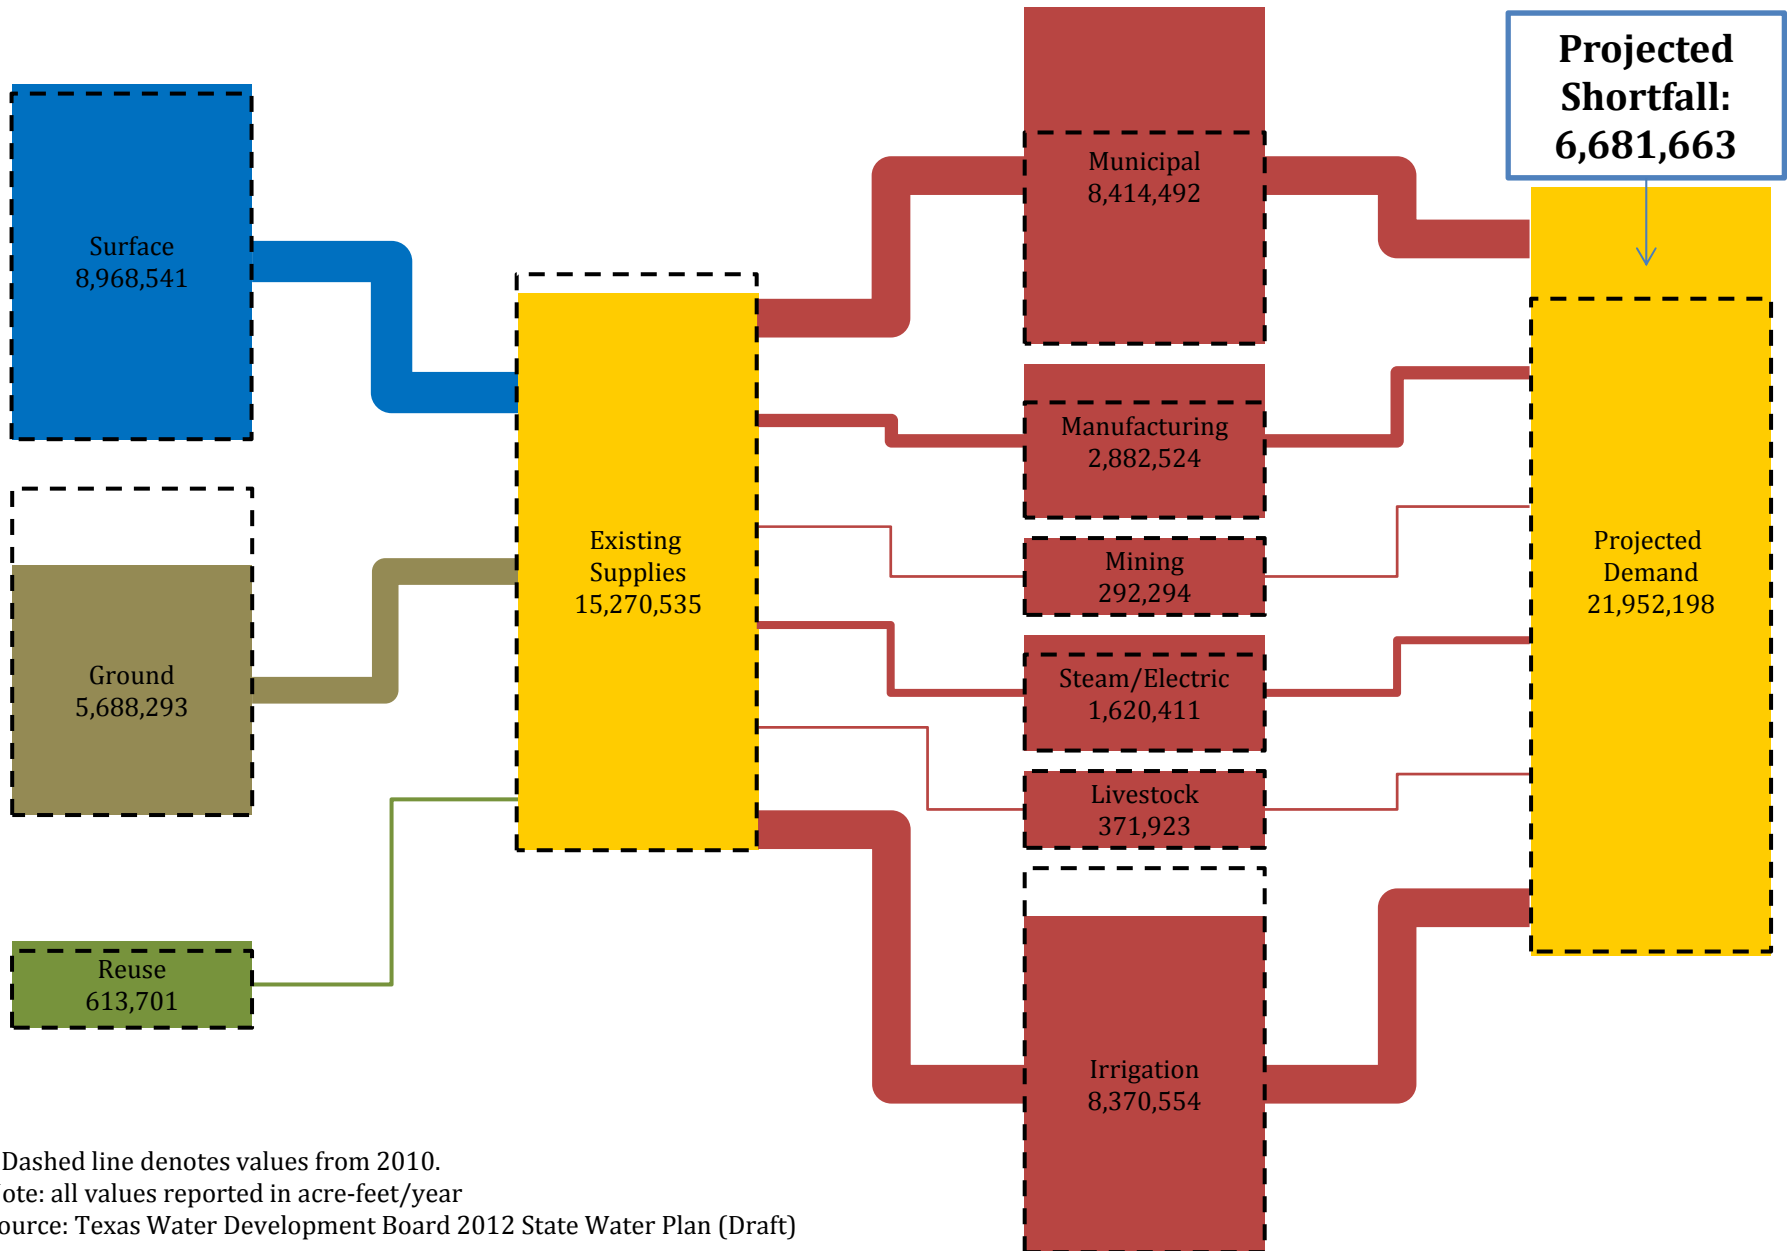 Projected
Shortfall:
6,681,663
Surface
8,968,541
Ground
5,688,293
Reuse
613,701
Existing
Supplies
15,270,535
Municipal
8,414,492
Manufacturing
2,882,524
Mining
292,294
Steam/Electric
1,620,411
Livestock
371,923
Irrigation
8,370,554
Projected
Demand
21,952,198
Dashed line denotes values from 2010.
ote: all values reported in acre-feet/year
ource: Texas Water Development Board 2012 State Water Plan (Draft)